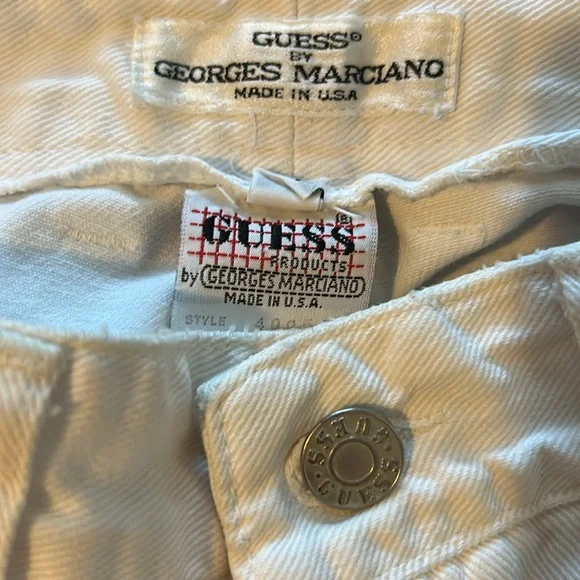 GUESS®
BY
GEORGES MARCIANO
MADE IN U.S.A
GUESS®
PRODUCTS
by GEORGES MARCIANO
MADE IN U.S.A.
STYLE
GUESS
GUESS